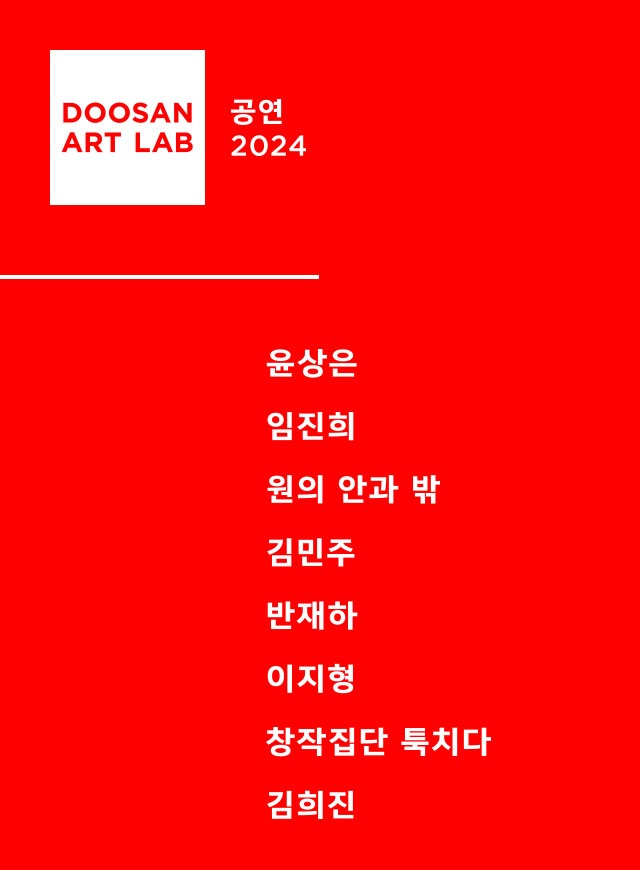 DOOSAN
ART LAB
공연
2024
윤상은
임진희
원의 안과 밖
김민주
반재하
이지형
창작집단 툭치다
김희진